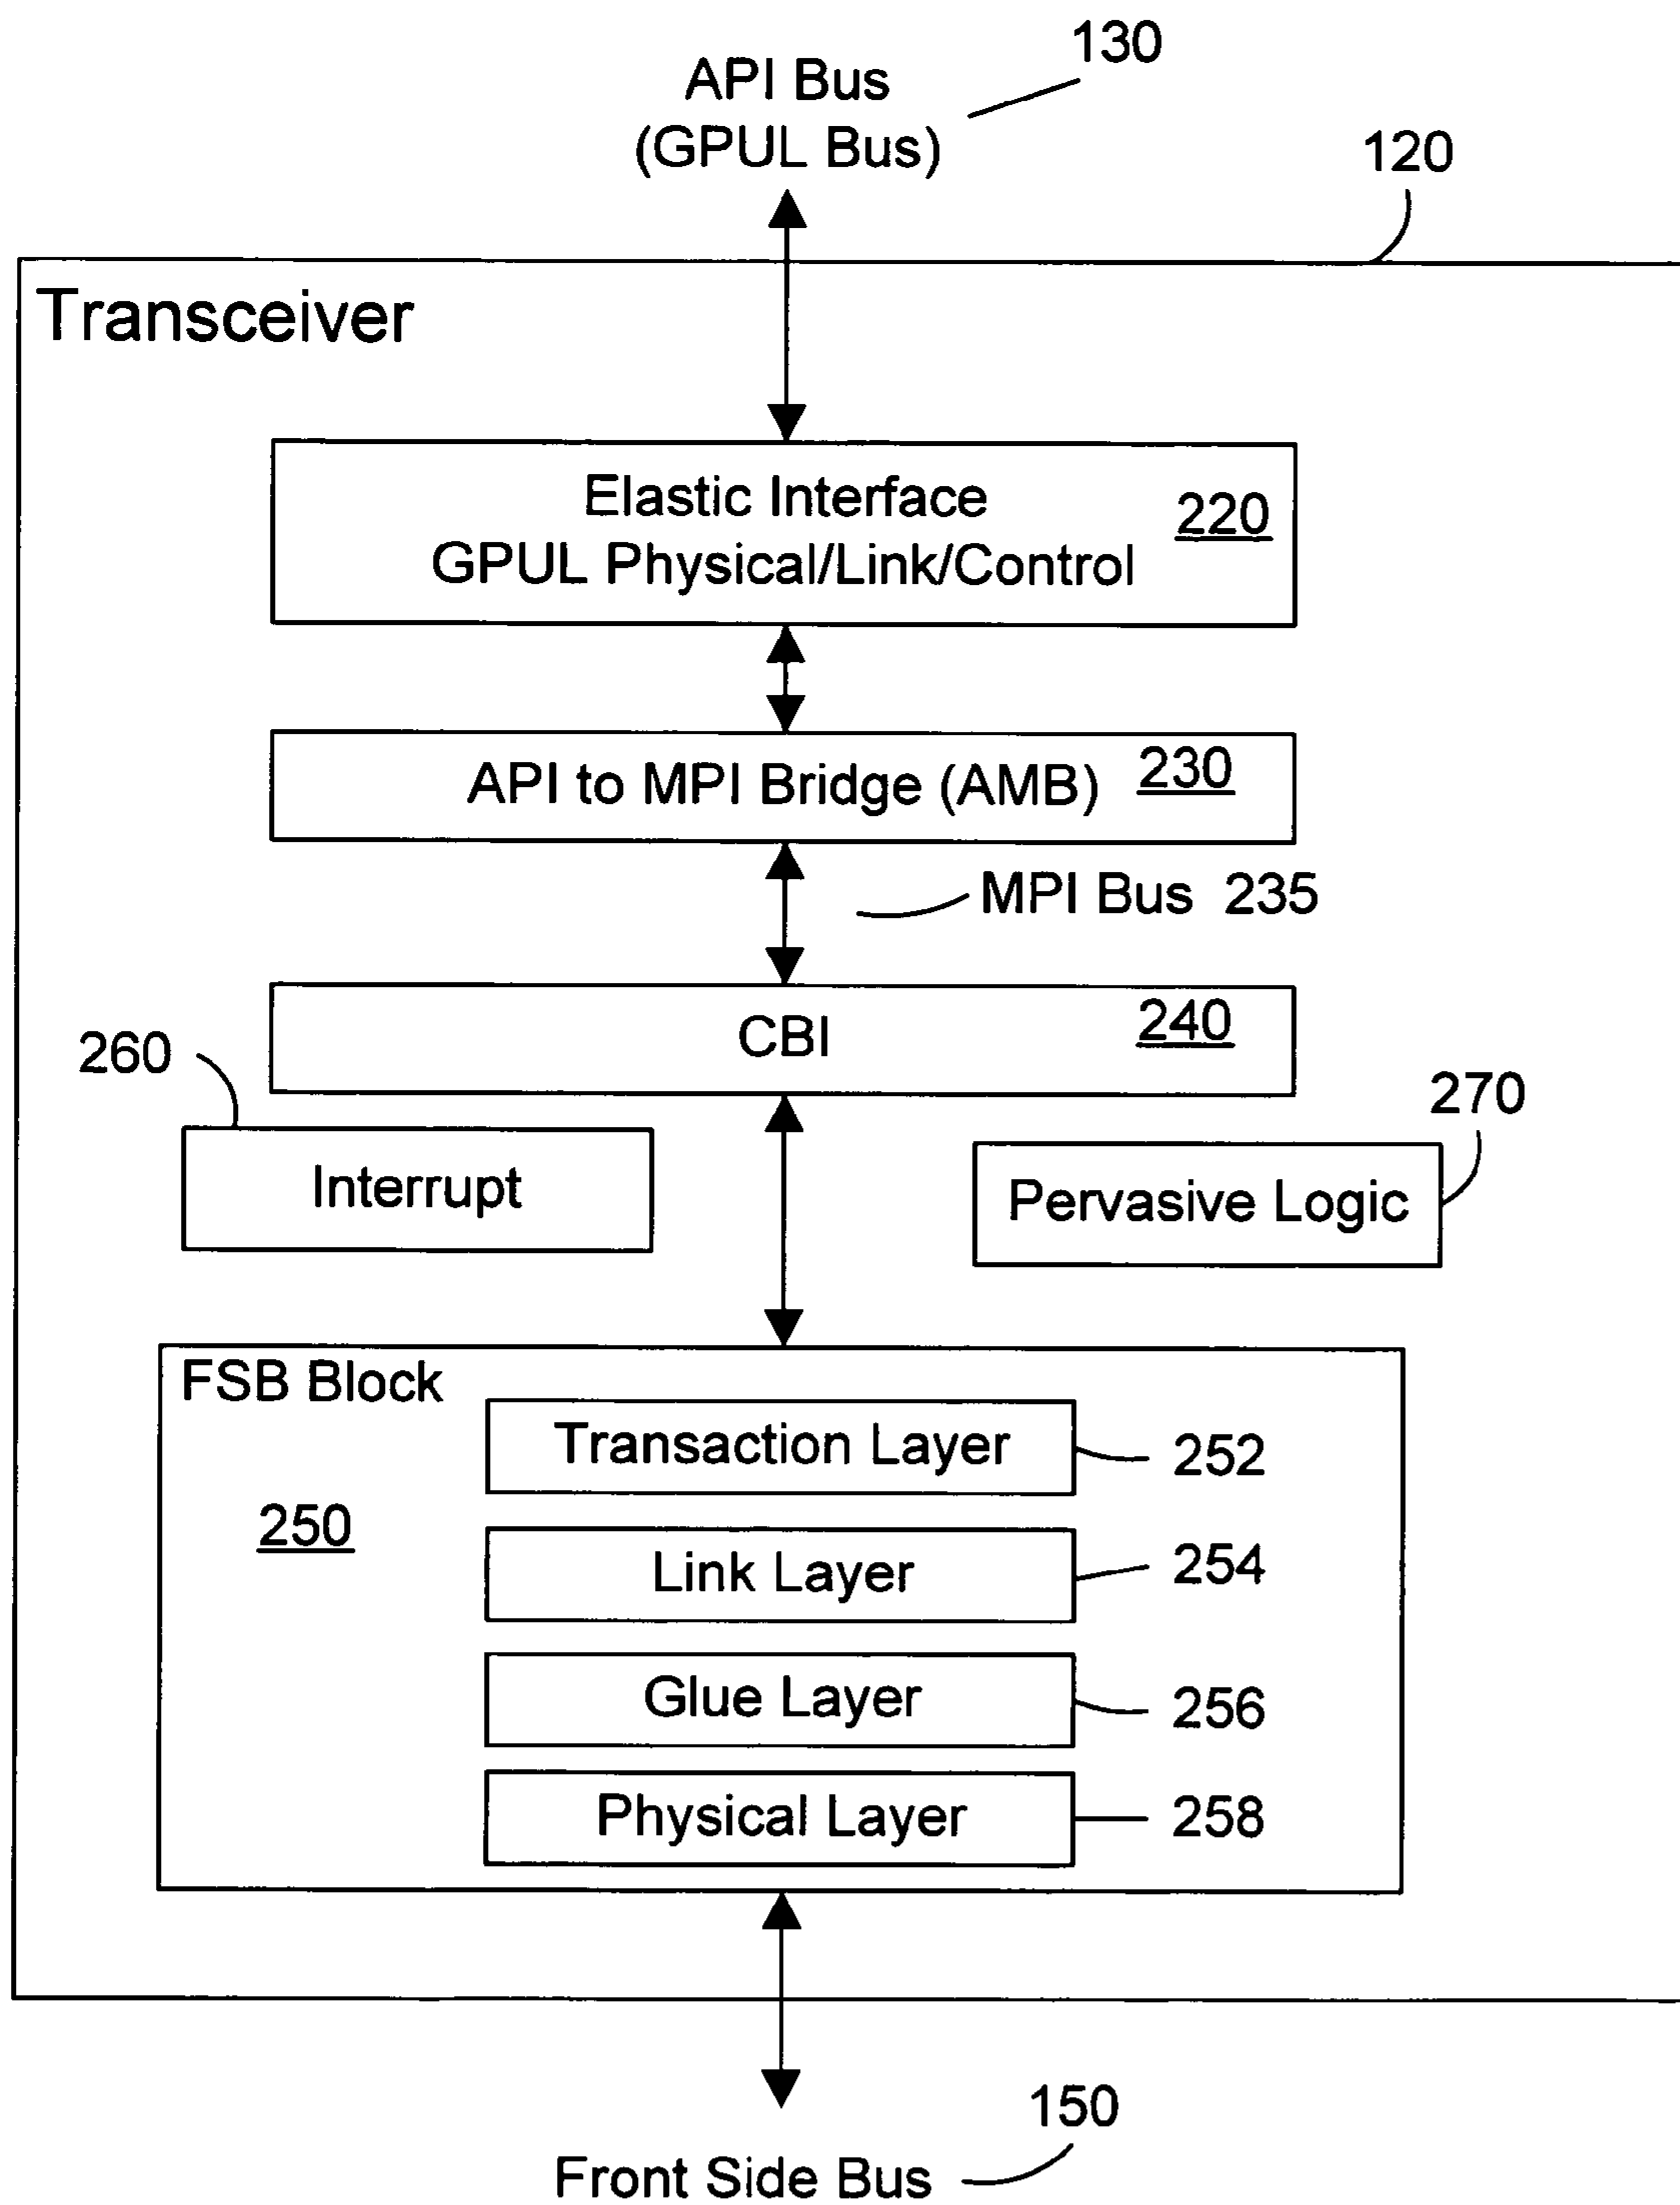 130
API Bus
(GPUL Bus)
120
Transceiver
Elastic Interface
GPUL Physical/Link/Control
220
API to MPI Bridge (AMB)
230
MPI Bus 235
CBI
240
260
270
Interrupt
Pervasive Logic
FSB Block
Transaction Layer
252
250
Link Layer
254
Glue Layer
256
Physical Layer
258
150
Front Side Bus